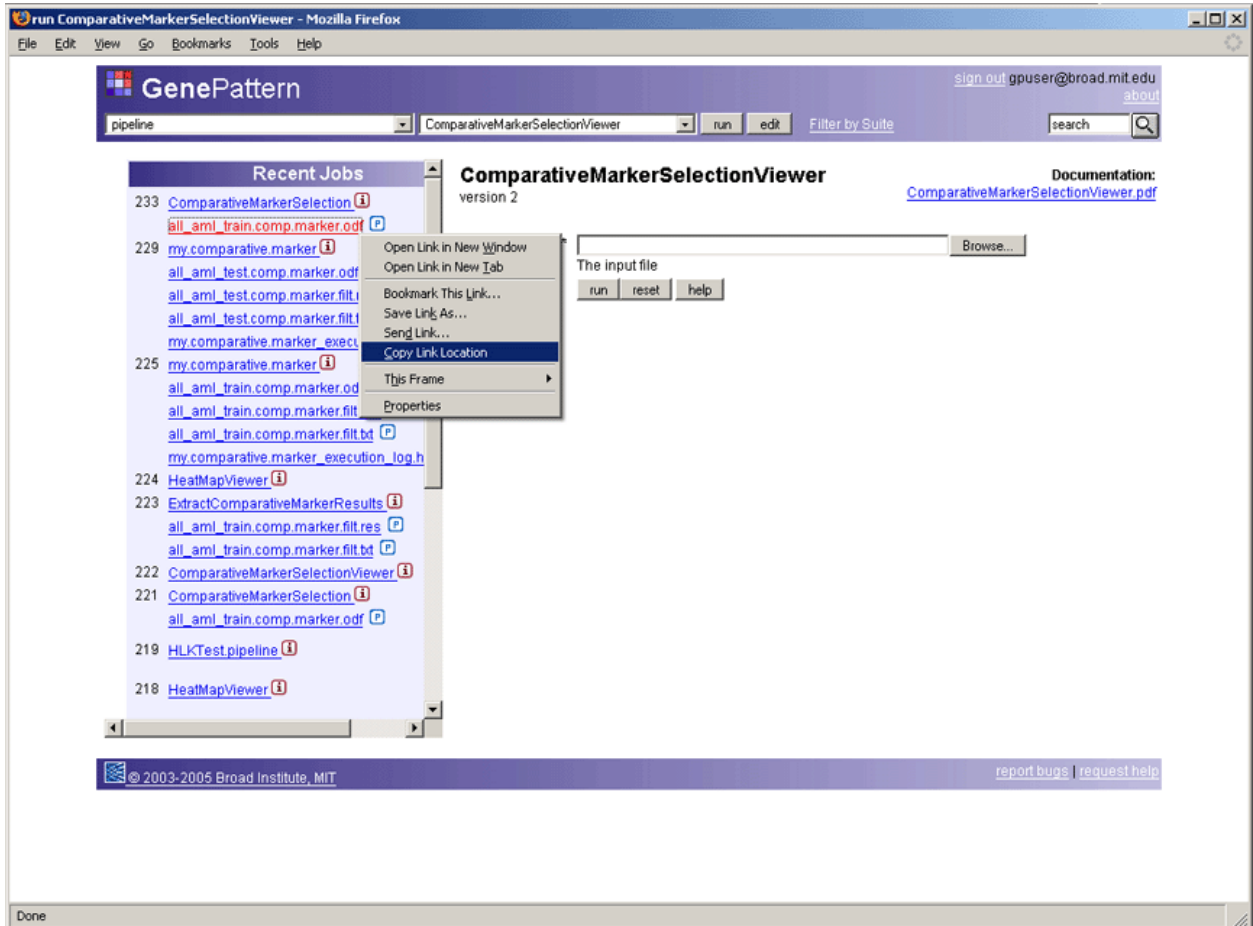 run ComparativeMarkerSelectionViewer - Mozilla Firefox
File Edit View Go Bookmarks Tools Help
GenePattern
sign out gpuser@broad.mit.edu
about
pipeline ComparativeMarkerSelectionViewer run edit Filter by Suite search
Recent Jobs
233 ComparativeMarkerSelection
all_aml_train.comp.marker.odf
229 my.comparative.marker
all_aml_test.comp.marker.odf
all_aml_test.comp.marker.filt.
all_aml_test.comp.marker.filt.
my.comparative.marker_execu
225 my.comparative.marker
all_aml_train.comp.marker.od
all_aml_train.comp.marker.filt
all_aml_train.comp.marker.filt.txt
my.comparative.marker_execution_log.h
224 HeatMapViewer
223 ExtractComparativeMarkerResults
all_aml_train.comp.marker.filt.res
all_aml_train.comp.marker.filt.txt
222 ComparativeMarkerSelectionViewer
221 ComparativeMarkerSelection
all_aml_train.comp.marker.odf
219 HLKTest.pipeline
218 HeatMapViewer
Open Link in New Window
Open Link in New Tab
Bookmark This Link...
Save Link As...
Send Link...
Copy Link Location
This Frame
Properties
ComparativeMarkerSelectionViewer
version 2
Documentation:
ComparativeMarkerSelectionViewer.pdf
* Browse...
The input file
run reset help
© 2003-2005 Broad Institute, MIT
report bugs | request help
Done